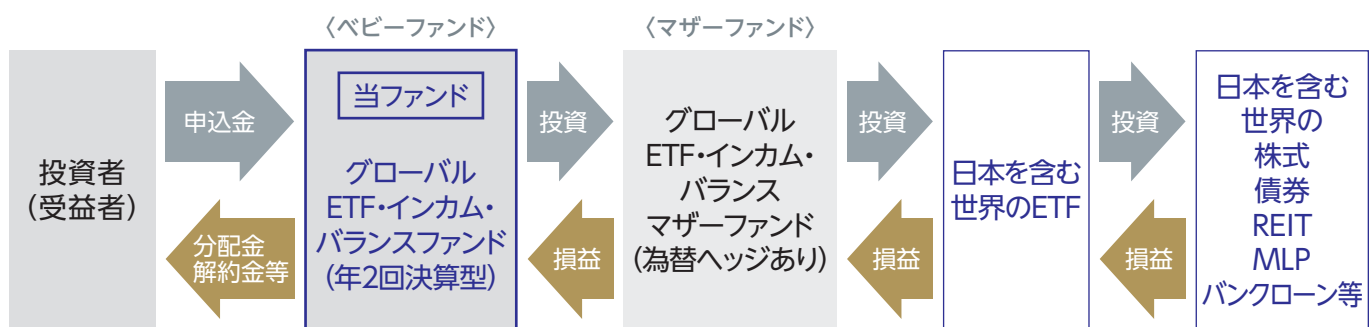 〈ベビーファンド〉
〈マザーファンド〉
投資者
(受益者)
申込金
分配金
解約金等
当ファンド
グローバル
ETF・インカム・
バランスファンド
(年2回決算型)
投資
損益
グローバル
ETF・インカム・
バランス
マザーファンド
(為替ヘッジあり)
投資
損益
日本を含む
世界のETF
投資
損益
日本を含む
世界の
株式
債券
REIT
MLP
バンクローン等